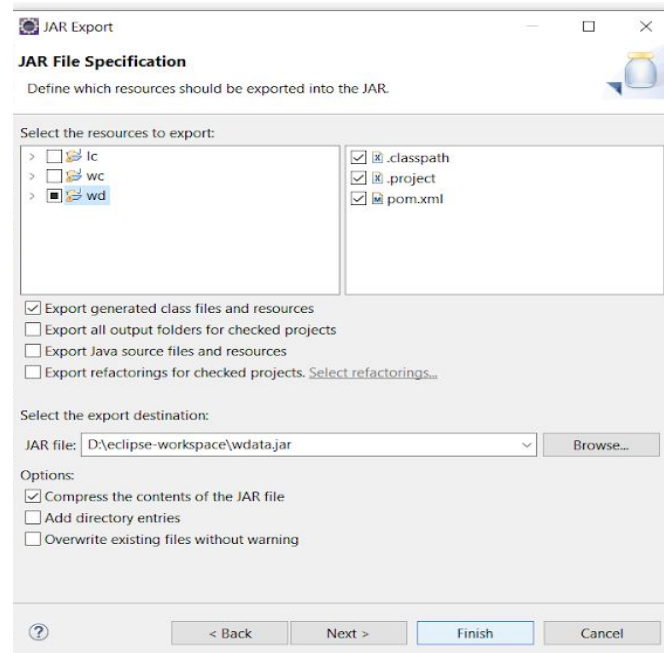 JAR Export
JAR File Specification
Define which resources should be exported into the JAR.
Select the resources to export:
lc
wc
wd
.classpath
.project
pom.xml
Export generated class files and resources
Export all output folders for checked projects
Export Java source files and resources
Export refactorings for checked projects. Select refactorings...
Select the export destination:
JAR file: D:\eclipse-workspace\wdata.jar Browse...
Options:
Compress the contents of the JAR file
Add directory entries
Overwrite existing files without warning
? < Back Next > Finish Cancel